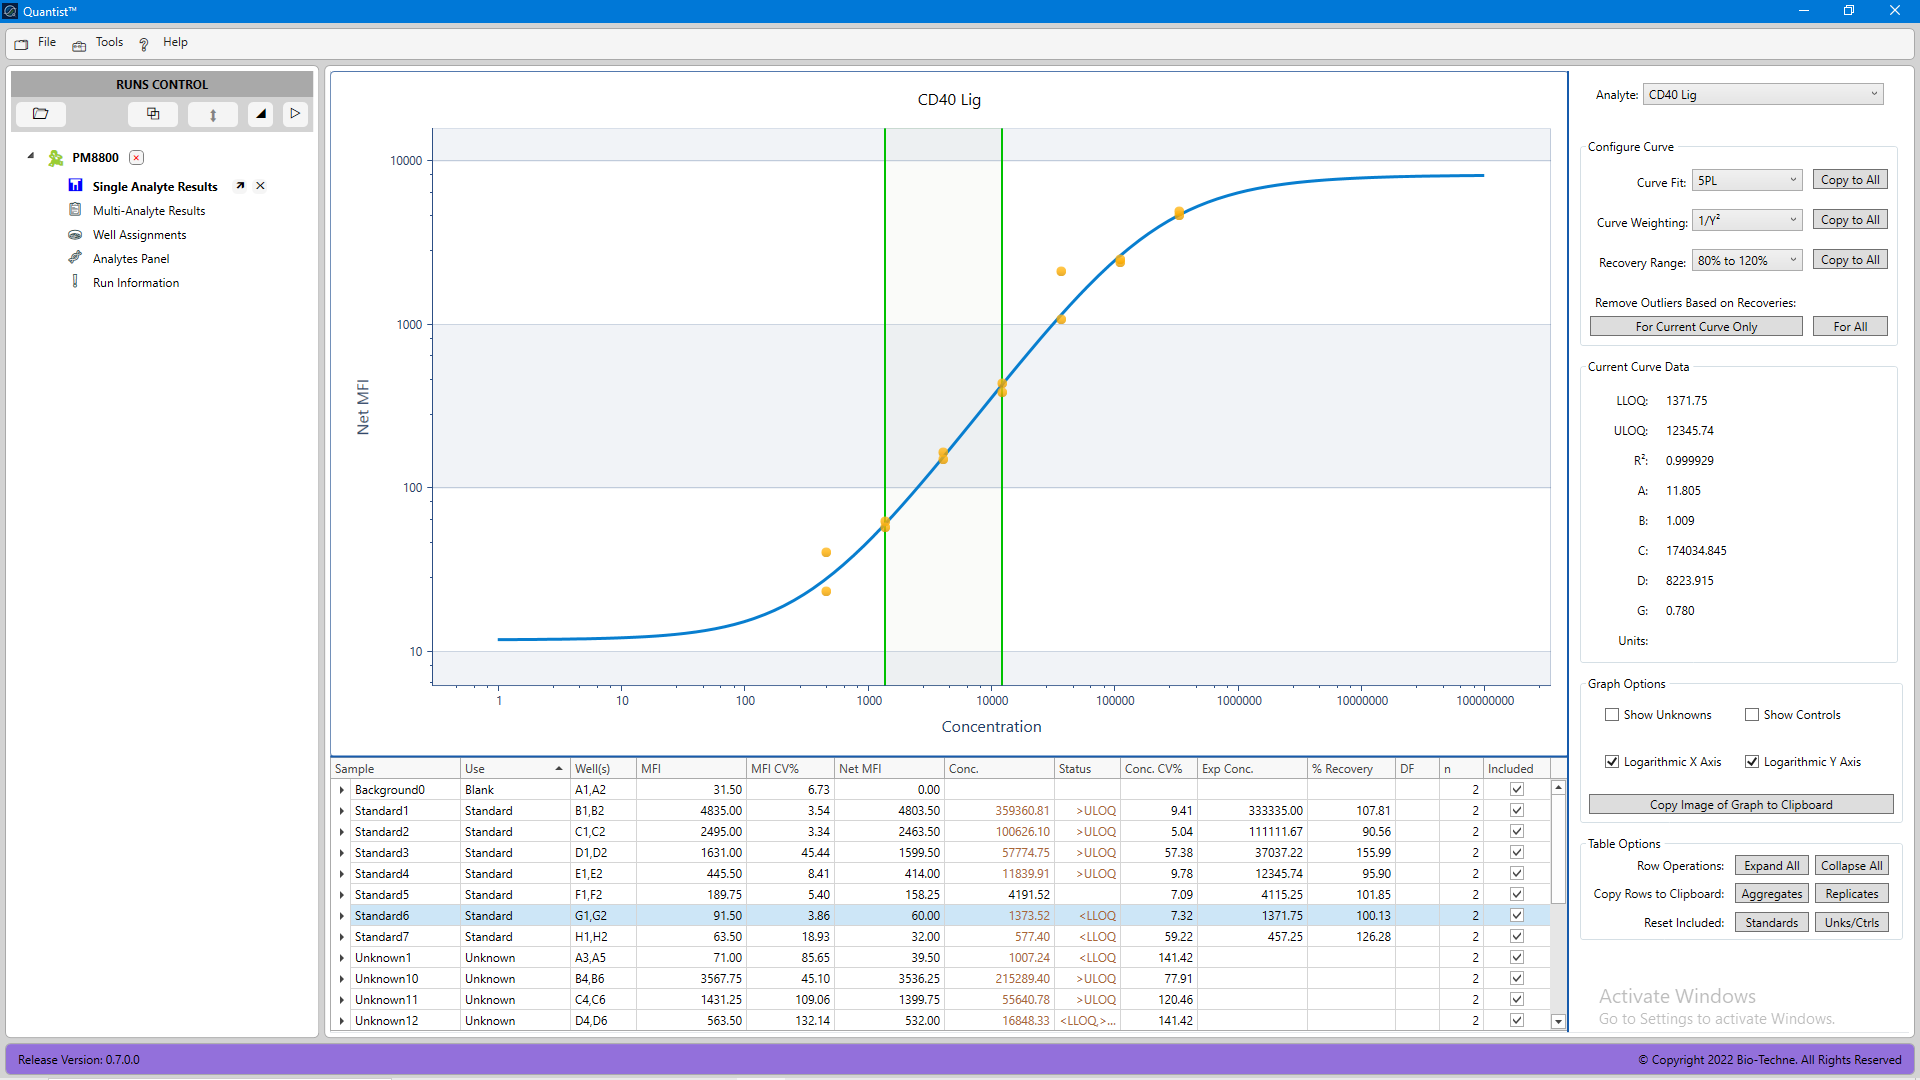 Quantist™
File Tools Help
RUNS CONTROL
PM8800
Single Analyte Results
Multi-Analyte Results
Well Assignments
Analytes Panel
Run Information
CD40 Lig
10000
1000
100
10
Net MFI
1 10 100 1000 10000 100000 1000000 10000000 100000000
Concentration
Sample Use Well(s) MFI MFI CV% Net MFI Conc. Status Conc. CV% Exp Conc. % Recovery DF n Included
Background0 Blank A1,A2 31.50 6.73 0.00 2
Standard1 Standard B1,B2 4835.00 3.54 4803.50 359360.81 >ULOQ 9.41 333335.00 107.81 2
Standard2 Standard C1,C2 2495.00 3.34 2463.50 100626.10 >ULOQ 5.04 111111.67 90.56 2
Standard3 Standard D1,D2 1631.00 45.44 1599.50 57774.75 >ULOQ 57.38 37037.22 155.99 2
Standard4 Standard E1,E2 445.50 8.41 414.00 11839.91 >ULOQ 9.78 12345.74 95.90 2
Standard5 Standard F1,F2 189.75 5.40 158.25 4191.52 7.09 4115.25 101.85 2
Standard6 Standard G1,G2 91.50 3.86 60.00 1373.52 <LLOQ 7.32 1371.75 100.13 2
Standard7 Standard H1,H2 63.50 18.93 32.00 577.40 <LLOQ 59.22 457.25 126.28 2
Unknown1 Unknown A3,A5 71.00 85.65 39.50 1007.24 <LLOQ 141.42 2
Unknown10 Unknown B4,B6 3567.75 45.10 3536.25 215289.40 >ULOQ 77.91 2
Unknown11 Unknown C4,C6 1431.25 109.06 1399.75 55640.78 >ULOQ 120.46 2
Unknown12 Unknown D4,D6 563.50 132.14 532.00 16848.33 <LLOQ,>... 141.42 2
Analyte: CD40 Lig
Configure Curve
Curve Fit: 5PL Copy to All
Curve Weighting: 1/Y² Copy to All
Recovery Range: 80% to 120% Copy to All
Remove Outliers Based on Recoveries:
For Current Curve Only For All
Current Curve Data
LLOQ: 1371.75
ULOQ: 12345.74
R²: 0.999929
A: 11.805
B: 1.009
C: 174034.845
D: 8223.915
G: 0.780
Units:
Graph Options
Show Unknowns Show Controls
Logarithmic X Axis Logarithmic Y Axis
Copy Image of Graph to Clipboard
Table Options
Row Operations: Expand All Collapse All
Copy Rows to Clipboard: Aggregates Replicates
Reset Included: Standards Unks/Ctrls
Activate Windows
Go to Settings to activate Windows.
Release Version: 0.7.0.0
© Copyright 2022 Bio-Techne. All Rights Reserved